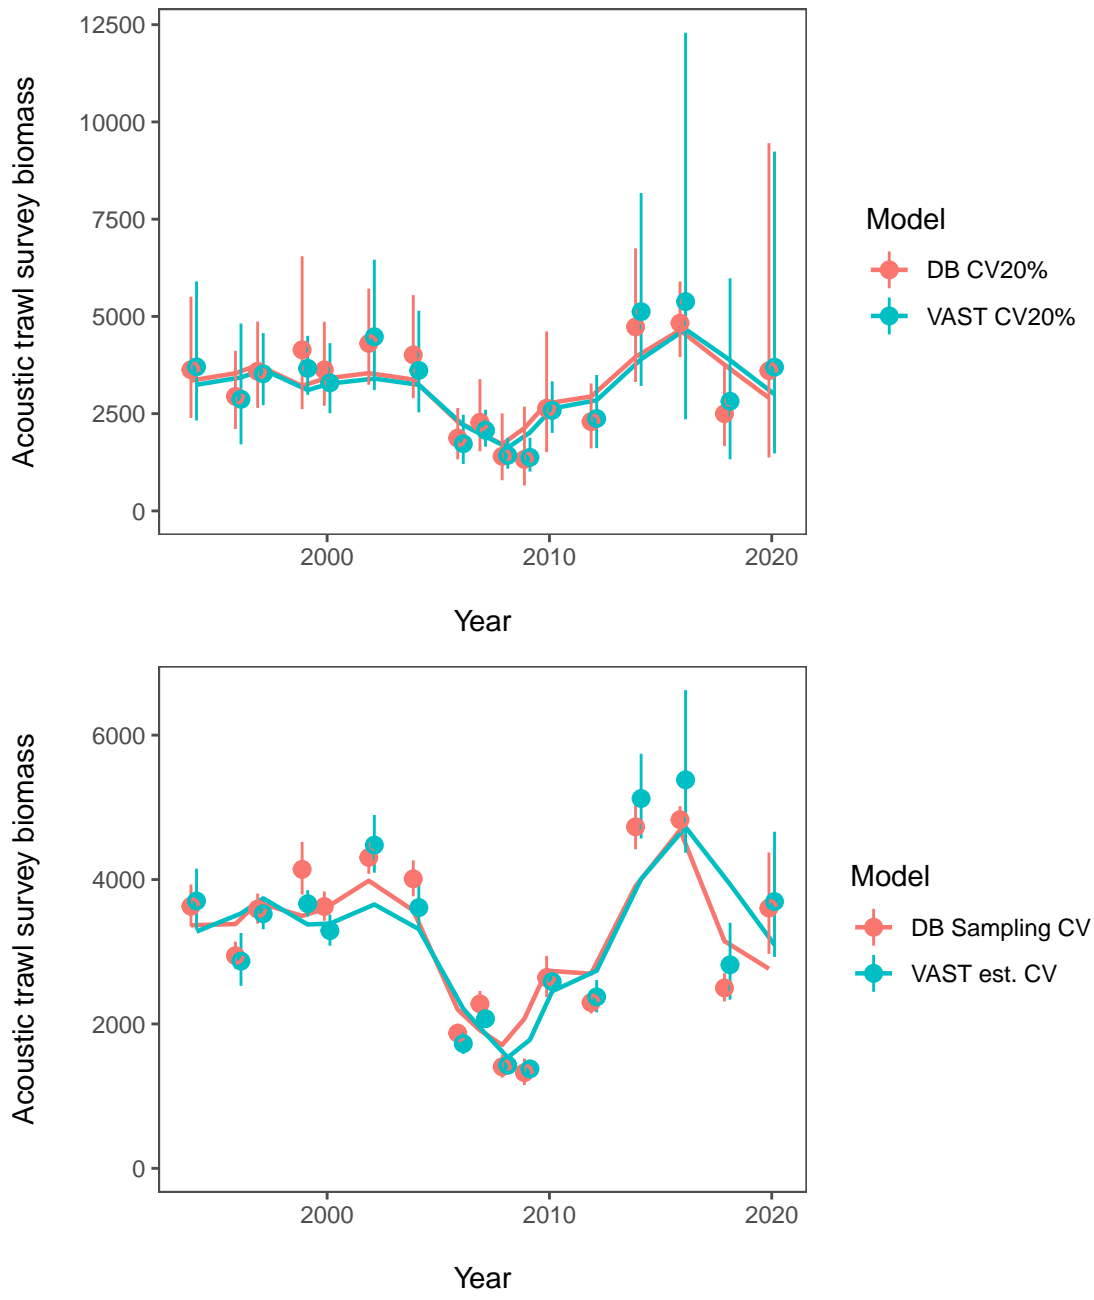 12500
10000
7500
5000
2500
0
Acoustic trawl survey biomass
2000 2010 2020
Year
Model
DB CV20%
VAST CV20%
6000
4000
2000
0
Acoustic trawl survey biomass
2000 2010 2020
Year
Model
DB Sampling CV
VAST est. CV